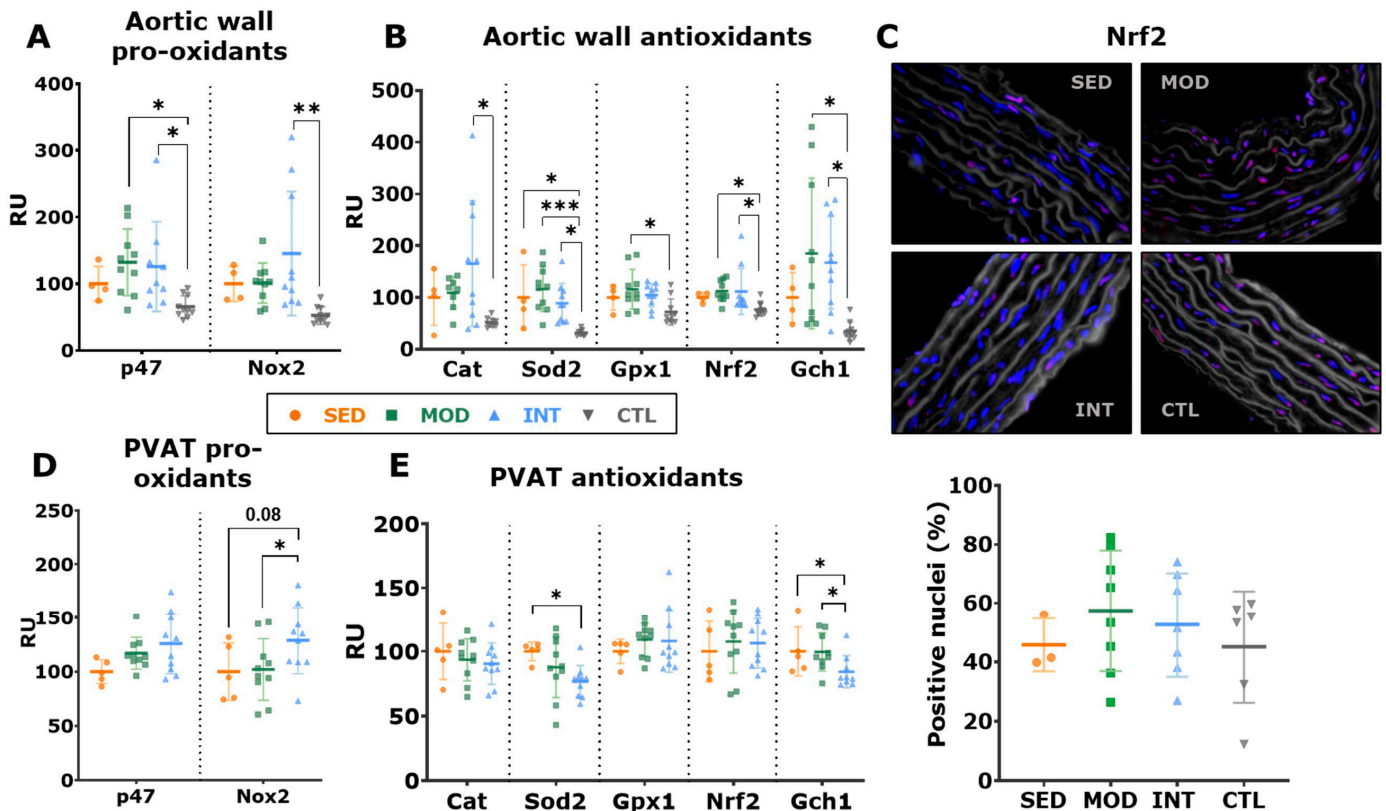 A
Aortic wall
pro-oxidants
400
300
200
100
0
RU
*
*
**
p47
Nox2
B
Aortic wall antioxidants
500
400
300
200
100
0
RU
*
*
***
*
*
*
*
*
*
Cat
Sod2
Gpx1
Nrf2
Gch1
C
Nrf2
SED
MOD
INT
CTL
SED
MOD
INT
CTL
D
PVAT pro-
oxidants
250
200
150
100
50
0
RU
0.08
*
p47
Nox2
E
PVAT antioxidants
200
150
100
50
0
RU
*
*
*
Cat
Sod2
Gpx1
Nrf2
Gch1
100
80
60
40
20
0
Positive nuclei (%)
SED
MOD
INT
CTL